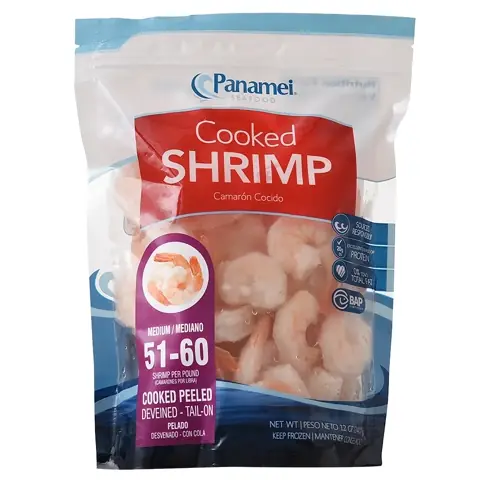 Panamei
SEAFOOD
Cooked
SHRIMP
Camarón Cocido
PROTEIN
BAP
MEDIUM / MEDIANO
51-60
SHRIMP PER POUND
(CAMARONES POR LIBRA)
COOKED PEELED
DEVEINED - TAIL-ON
PELADO
DESVENADO - CON COLA
NET WT | PESO NETO 12 OZ
KEEP FROZEN | MANTENER